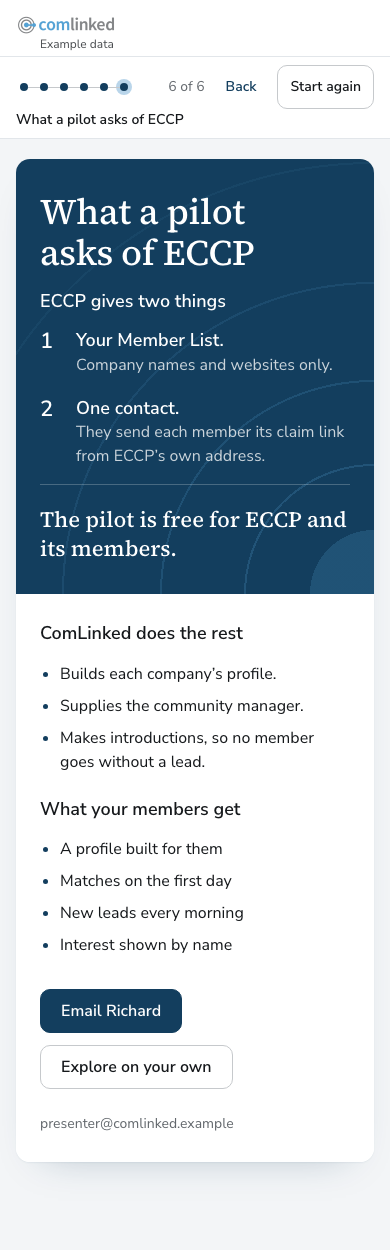 comlinked
Example data
6 of 6
Back
Start again
What a pilot asks of ECCP
What a pilot
asks of ECCP
ECCP gives two things
1 Your Member List.
Company names and websites only.
2 One contact.
They send each member its claim link
from ECCP’s own address.
The pilot is free for ECCP and
its members.
ComLinked does the rest
• Builds each company’s profile.
• Supplies the community manager.
• Makes introductions, so no member
goes without a lead.
What your members get
• A profile built for them
• Matches on the first day
• New leads every morning
• Interest shown by name
Email Richard
Explore on your own
presenter@comlinked.example